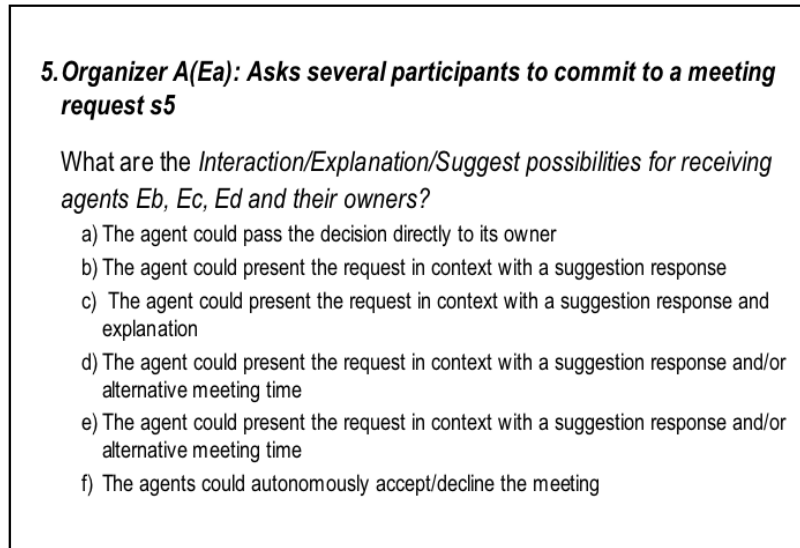 5. Organizer A(Ea): Asks several participants to commit to a meeting
request s5
What are the Interaction/Explanation/Suggest possibilities for receiving
agents Eb, Ec, Ed and their owners?
a) The agent could pass the decision directly to its owner
b) The agent could present the request in context with a suggestion response
c) The agent could present the request in context with a suggestion response and
explanation
d) The agent could present the request in context with a suggestion response and/or
alternative meeting time
e) The agent could present the request in context with a suggestion response and/or
alternative meeting time
f) The agents could autonomously accept/decline the meeting